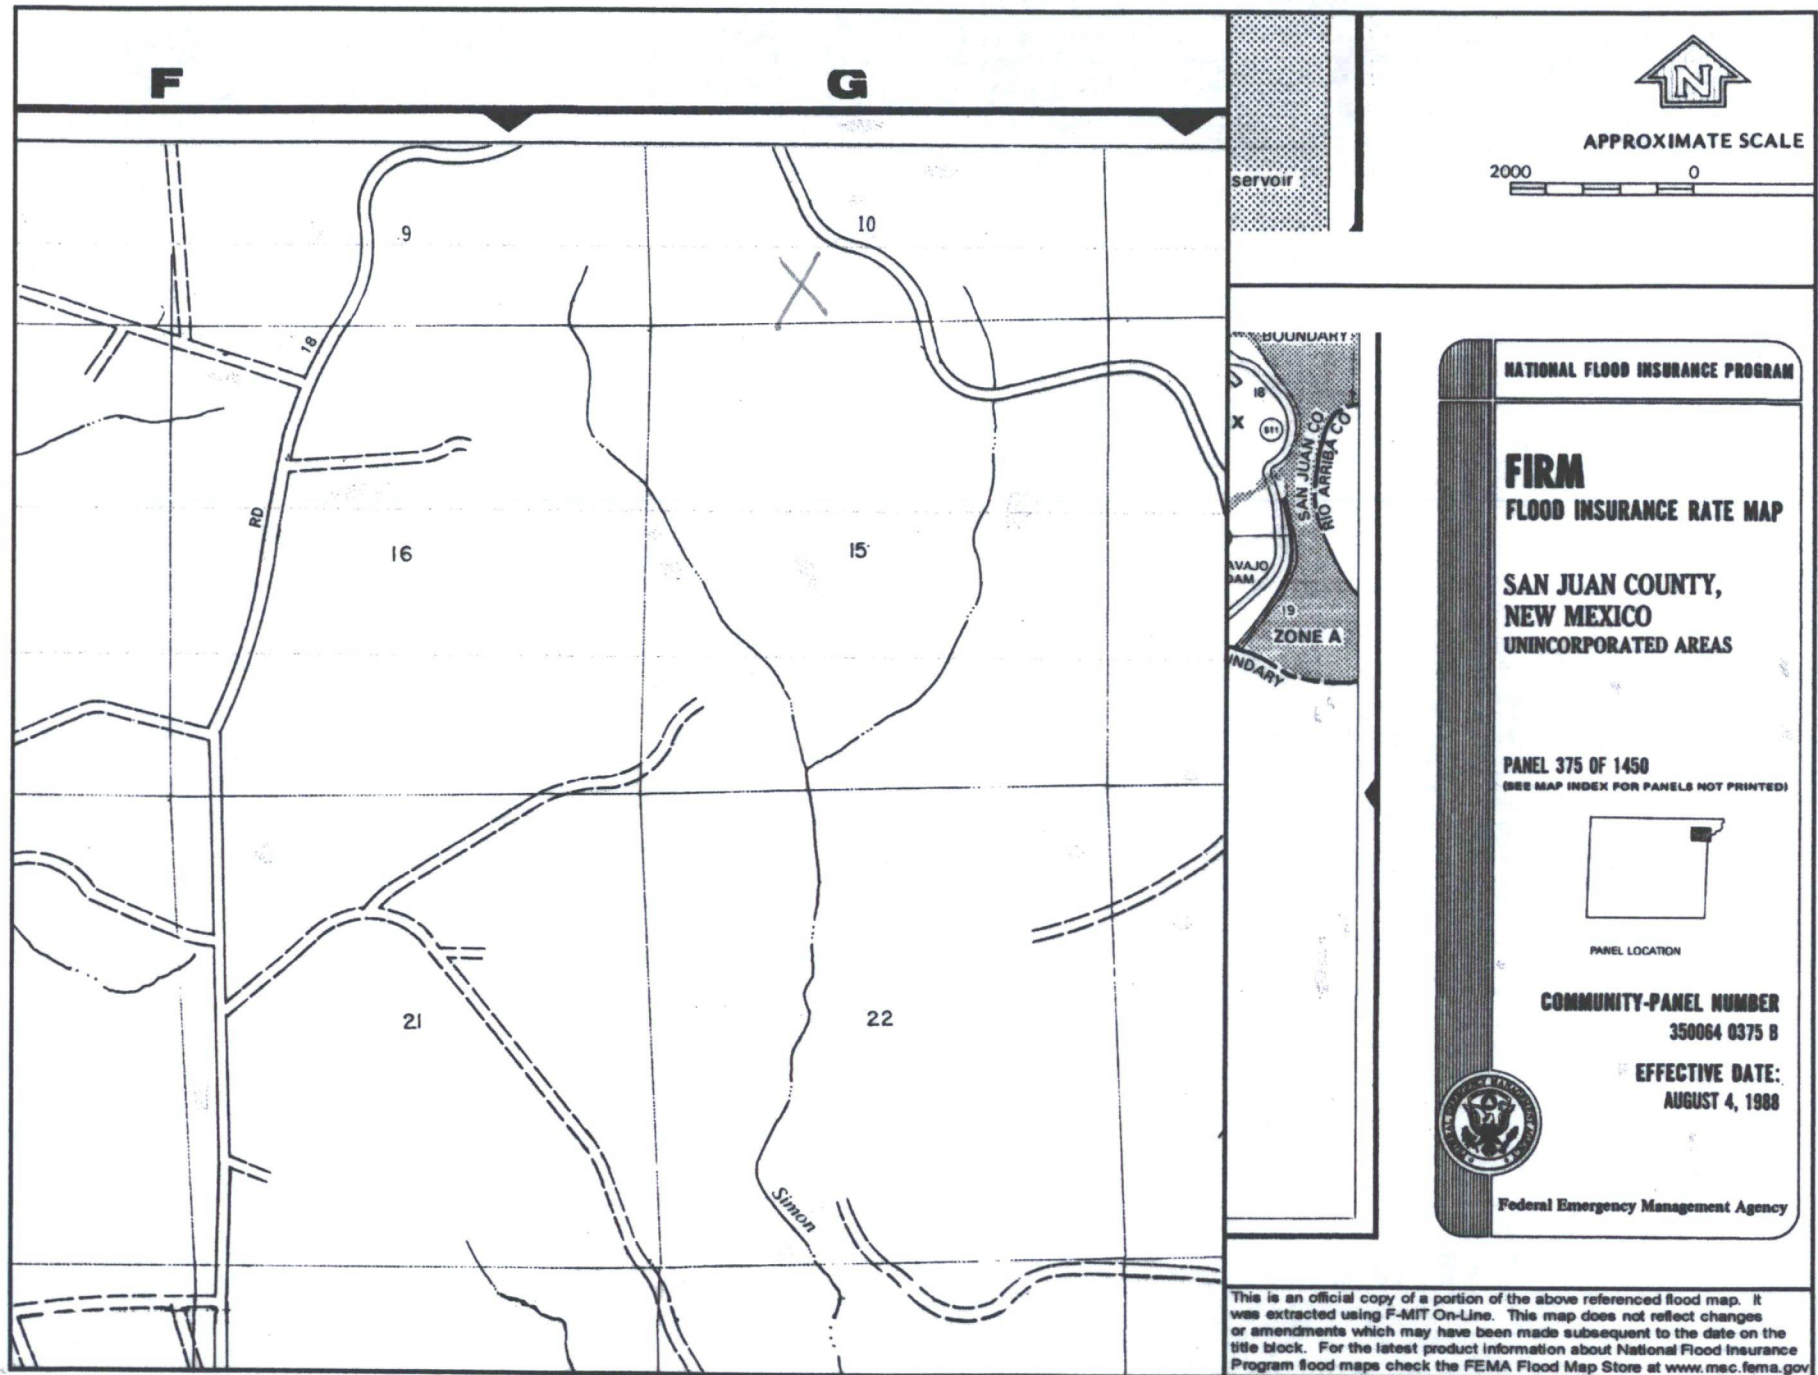 F
G
9
10
18
RD
16
15
21
22
Simon
servoir
N
APPROXIMATE SCALE
2000
0
BOUNDARY
18
X
511
SAN JUAN CO
RIO ARRIBA CO
AVAJO
DAM
19
ZONE A
NDARY
NATIONAL FLOOD INSURANCE PROGRAM
FIRM
FLOOD INSURANCE RATE MAP
SAN JUAN COUNTY,
NEW MEXICO
UNINCORPORATED AREAS
PANEL 375 OF 1450
(SEE MAP INDEX FOR PANELS NOT PRINTED)
PANEL LOCATION
COMMUNITY-PANEL NUMBER
350064 0375 B
EFFECTIVE DATE:
AUGUST 4, 1988
Federal Emergency Management Agency
This is an official copy of a portion of the above referenced flood map. It
was extracted using F-MIT On-Line. This map does not reflect changes
or amendments which may have been made subsequent to the date on the
title block. For the latest product information about National Flood Insurance
Program flood maps check the FEMA Flood Map Store at www.msc.fema.gov